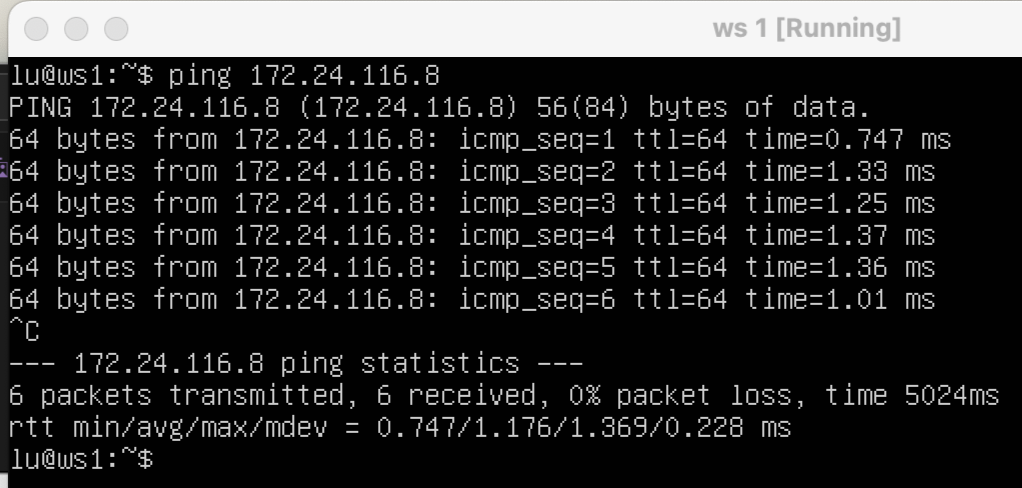 ws 1 [Running]
lu@ws1:~$ ping 172.24.116.8
PING 172.24.116.8 (172.24.116.8) 56(84) bytes of data.
64 bytes from 172.24.116.8: icmp_seq=1 ttl=64 time=0.747 ms
64 bytes from 172.24.116.8: icmp_seq=2 ttl=64 time=1.33 ms
64 bytes from 172.24.116.8: icmp_seq=3 ttl=64 time=1.25 ms
64 bytes from 172.24.116.8: icmp_seq=4 ttl=64 time=1.37 ms
64 bytes from 172.24.116.8: icmp_seq=5 ttl=64 time=1.36 ms
64 bytes from 172.24.116.8: icmp_seq=6 ttl=64 time=1.01 ms
^C
--- 172.24.116.8 ping statistics ---
6 packets transmitted, 6 received, 0% packet loss, time 5024ms
rtt min/avg/max/mdev = 0.747/1.176/1.369/0.228 ms
lu@ws1:~$